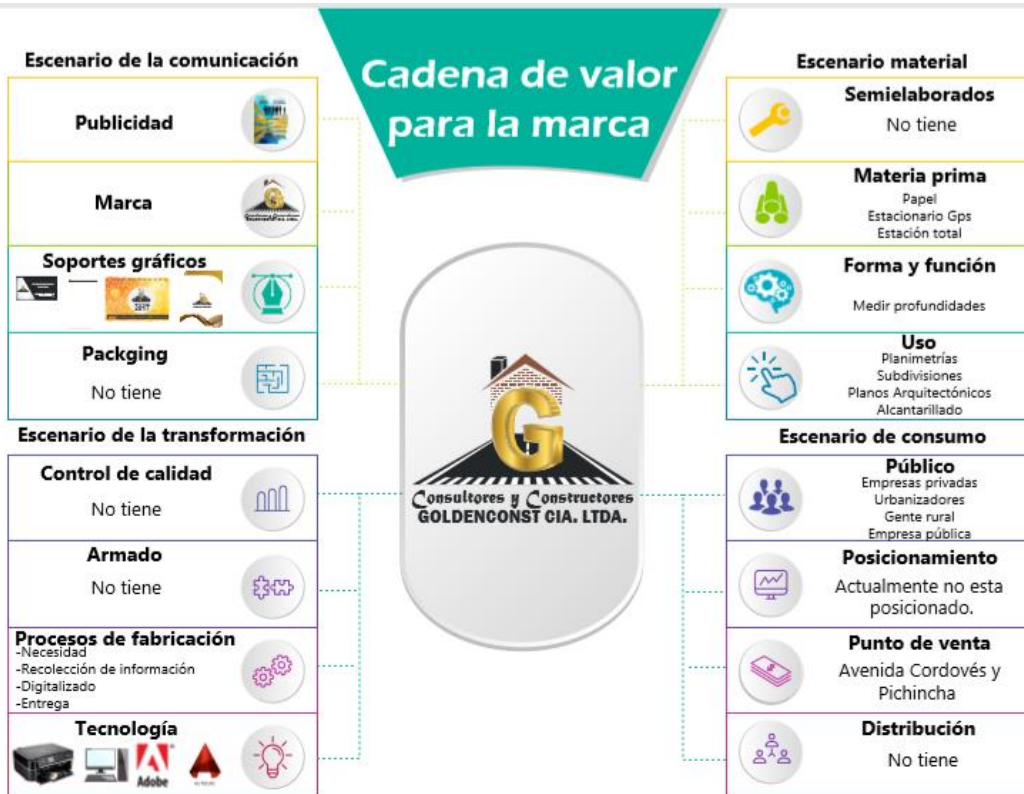 Cadena de valor
para la marca
Escenario de la comunicación
Publicidad
Marca
Soportes gráficos
Packging
No tiene
Escenario de la transformación
Control de calidad
No tiene
Armado
No tiene
Procesos de fabricación
-Necesidad
-Recolección de información
-Digitalizado
-Entrega
Tecnología
Adobe
G
Consultores y Constructores
GOLDENCONST CIA. LTDA.
Escenario material
Semielaborados
No tiene
Materia prima
Papel
Estacionario Gps
Estación total
Forma y función
Medir profundidades
Uso
Planimetrías
Subdivisiones
Planos Arquitectónicos
Alcantarillado
Escenario de consumo
Público
Empresas privadas
Urbanizadores
Gente rural
Empresa pública
Posicionamiento
Actualmente no esta
posicionado.
Punto de venta
Avenida Cordovés y
Pichincha
Distribución
No tiene